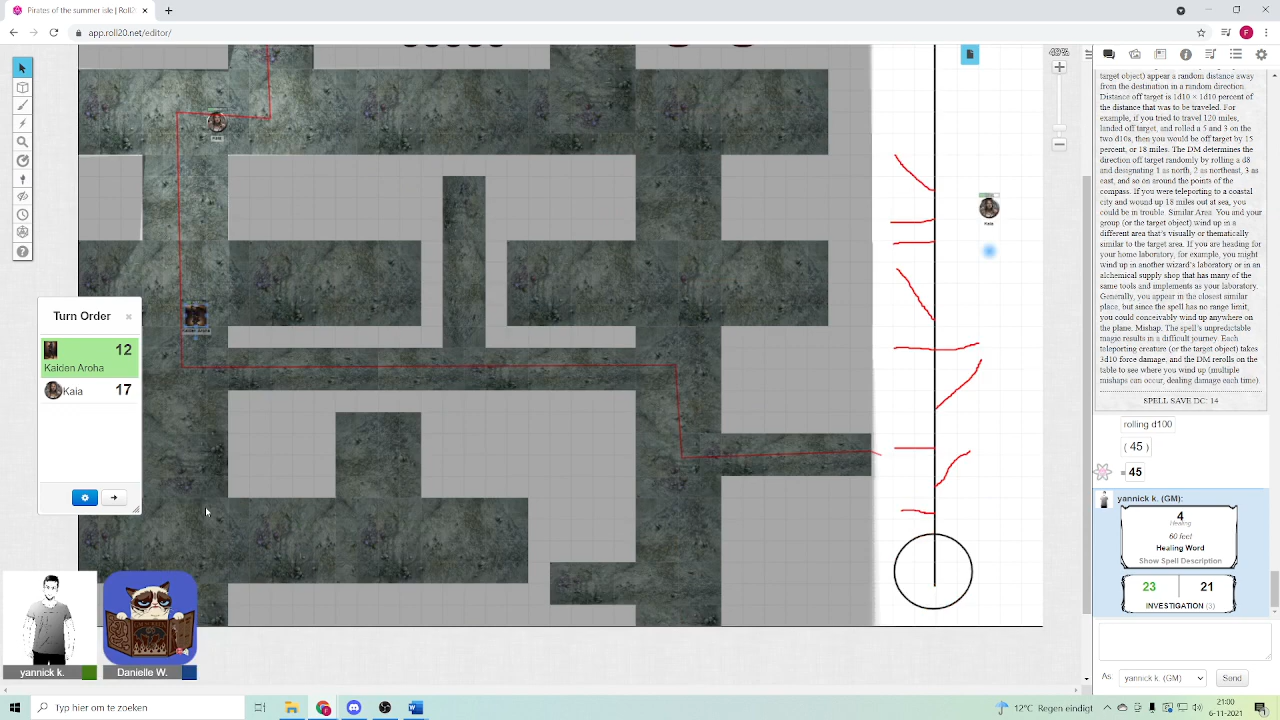 Pirates of the summer isle | Roll2
app.roll20.net/editor/
Turn Order
12
Kaiden Aroha
Kaia
17
Kaia
Kaia
yannick k.
Danielle W.
target object) appear a random distance away
from the destination in a random direction.
Distance off target is 1d10 × 1d10 percent of
the distance that was to be traveled. For
example, if you tried to travel 120 miles,
landed off target, and rolled a 5 and 3 on the
two d10s, then you would be off target by 15
percent, or 18 miles. The DM determines the
direction off target randomly by rolling a d8
and designating 1 as north, 2 as northeast, 3 as
east, and so on around the points of the
compass. If you were teleporting to a coastal
city and wound up 18 miles out at sea, you
could be in trouble. Similar Area. You and your
group (or the target object) wind up in a
different area that's visually or thematically
similar to the target area. If you are heading for
your home laboratory, for example, you might
wind up in another wizard's laboratory or in an
alchemical supply shop that has many of the
same tools and implements as your laboratory.
Generally, you appear in the closest similar
place, but since the spell has no range limit,
you could conceivably wind up anywhere on
the plane. Mishap. The spell's unpredictable
magic results in a difficult journey. Each
teleporting creature (or the target object) takes
3d10 force damage, and the DM rerolls on the
table to see where you wind up (multiple
mishaps can occur, dealing damage each time).
SPELL SAVE DC: 14
rolling d100
( 45 )
= 45
yannick k. (GM):
4
Healing
60 feet
Healing Word
Show Spell Description
23 | 21
INVESTIGATION (3)
As: yannick k. (GM)
Send
Typ hier om te zoeken
12°C Regen eindigt
21:00
6-11-2021